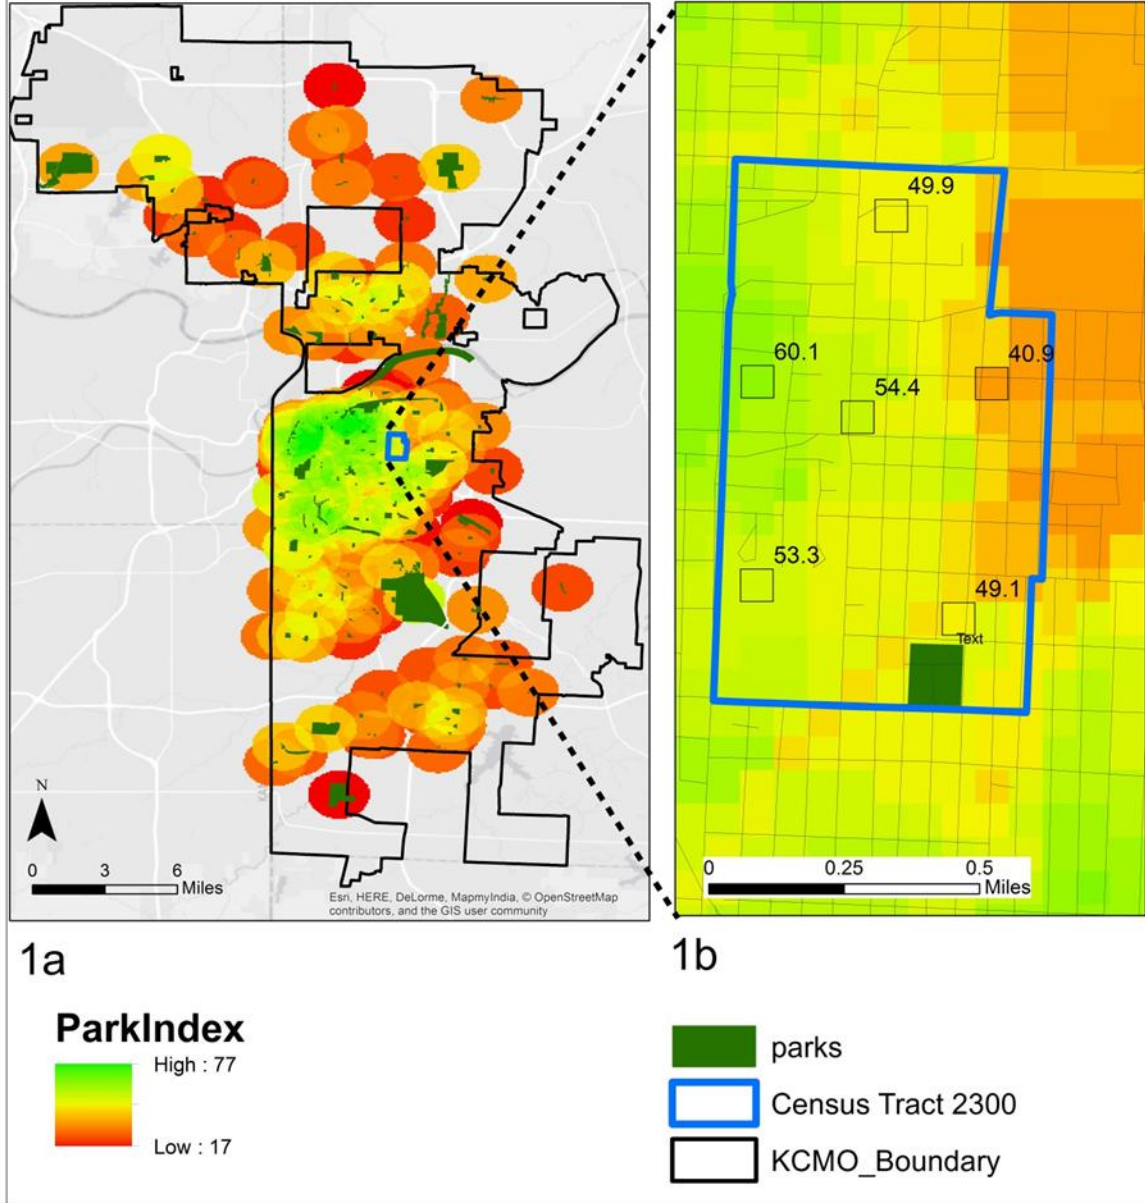 49.9
60.1
40.9
54.4
53.3
49.1
Text
N
0 3 6
Miles
Esri, HERE, DeLorme, MapmyIndia, © OpenStreetMap
contributors, and the GIS user community
0 0.25 0.5
Miles
1a
1b
ParkIndex
High : 77
Low : 17
parks
Census Tract 2300
KCMO_Boundary